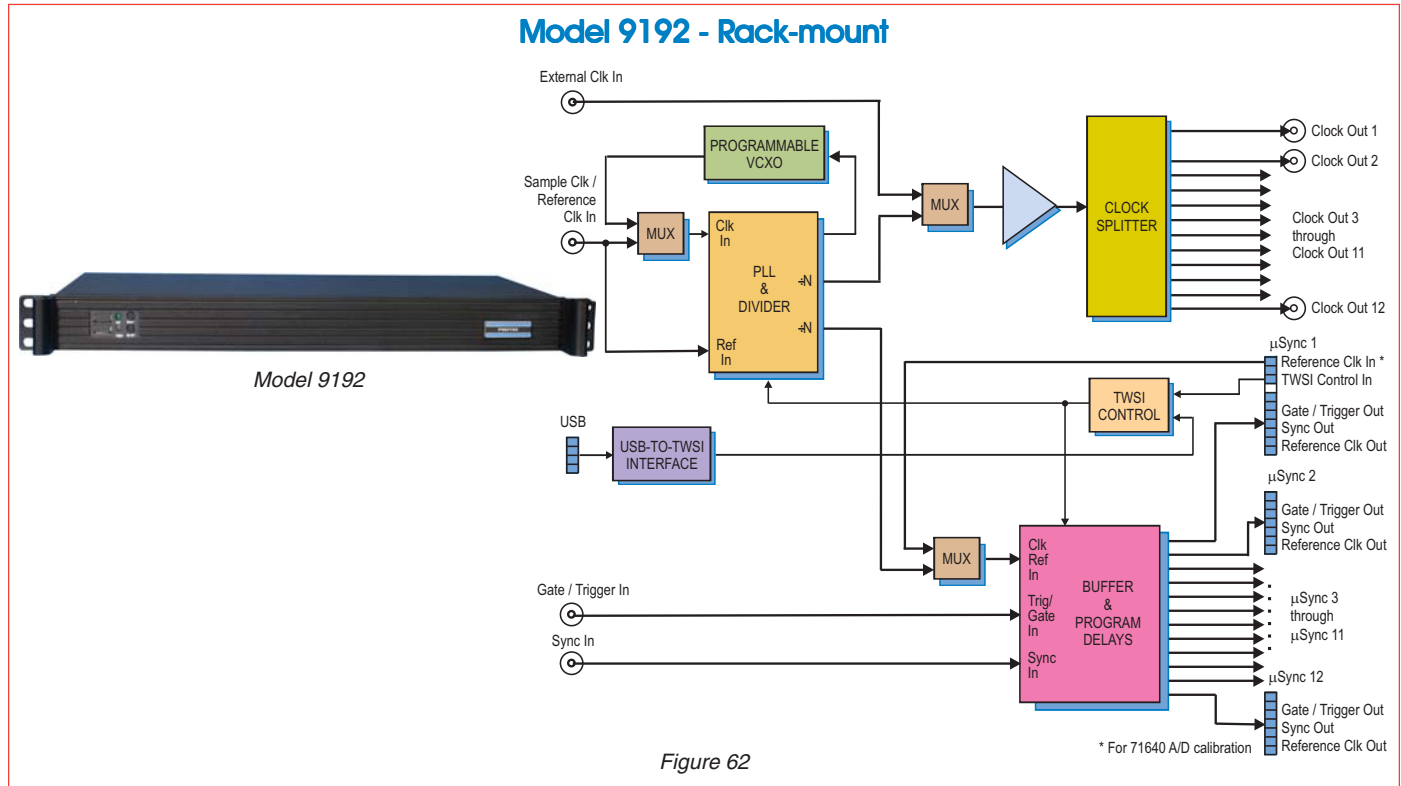 Model 9192 - Rack-mount
External Clk In
PROGRAMMABLE
VCXO
Sample Clk /
Reference
Clk In
MUX
Clk
In
PLL
&
DIVIDER
÷N
÷N
Ref
In
MUX
CLOCK
SPLITTER
Clock Out 1
Clock Out 2
Clock Out 3
through
Clock Out 11
Clock Out 12
Model 9192
μSync 1
Reference Clk In *
TWSI Control In
Gate / Trigger Out
Sync Out
Reference Clk Out
TWSI
CONTROL
USB
USB-TO-TWSI
INTERFACE
μSync 2
Gate / Trigger Out
Sync Out
Reference Clk Out
MUX
Clk
Ref
In
Trig/
Gate
In
Sync
In
BUFFER
&
PROGRAM
DELAYS
Gate / Trigger In
Sync In
μSync 3
through
μSync 11
μSync 12
Gate / Trigger Out
Sync Out
Reference Clk Out
* For 71640 A/D calibration
Figure 62